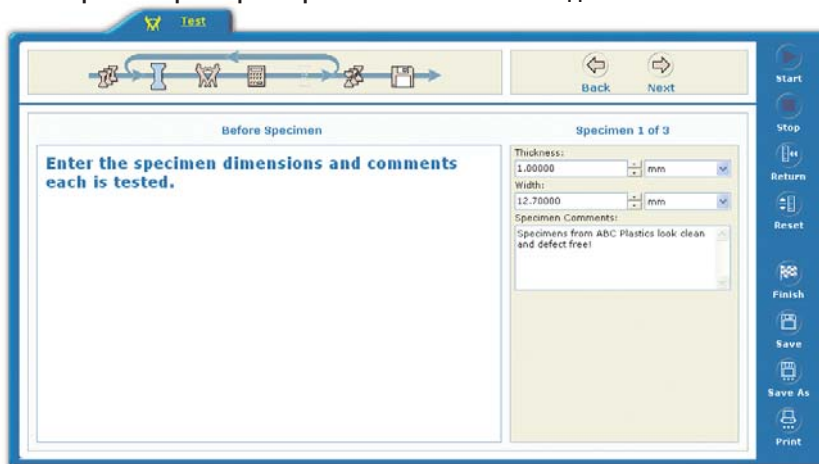 Test
Back
Next
Before Specimen
Enter the specimen dimensions and comments
each is tested.
Specimen 1 of 3
Thickness:
1.00000
mm
Width:
12.70000
mm
Specimen Comments:
Specimens from ABC Plastics look clean
and defect free!
Start
Stop
Return
Reset
Finish
Save
Save As
Print